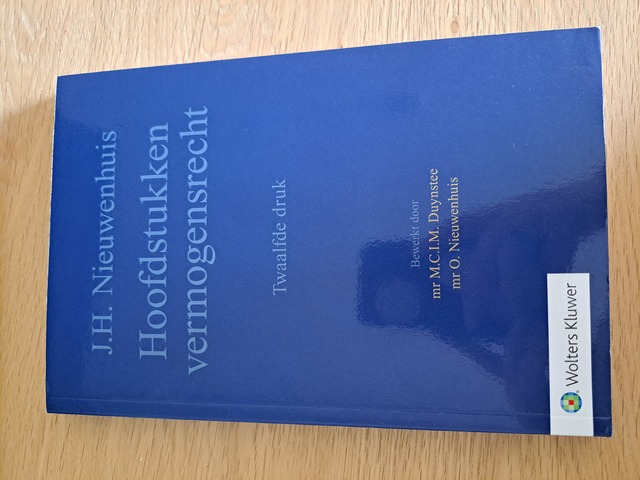 J.H. Nieuwenhuis
Hoofdstukken
vermogensrecht
Twaalfde druk
Bewerkt door
mr M.C.I.M. Duynstee
mr O. Nieuwenhuis
Wolters Kluwer